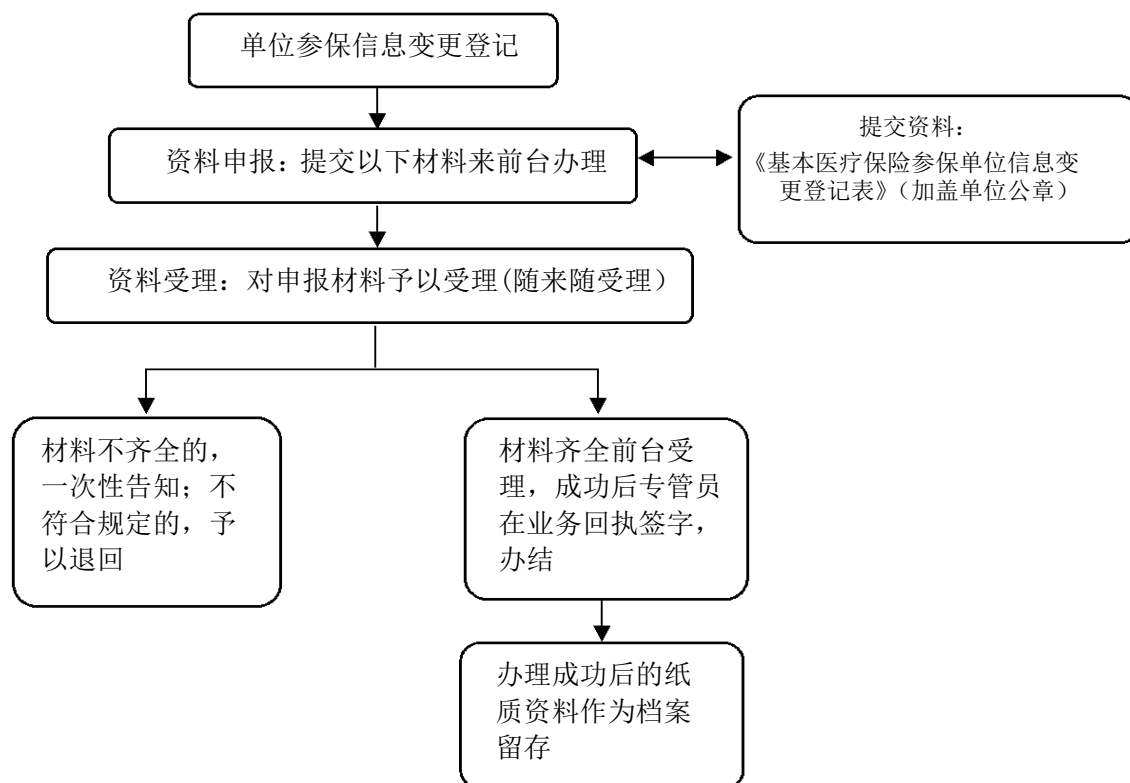 单位参保信息变更登记
资料申报：提交以下材料来前台办理
提交资料：
《基本医疗保险参保单位信息变
更登记表》（加盖单位公章）
资料受理：对申报材料予以受理(随来随受理）
材料不齐全的，
一次性告知；不
符合规定的，予
以退回
材料齐全前台受
理，成功后专管员
在业务回执签字，
办结
办理成功后的纸
质资料作为档案
留存